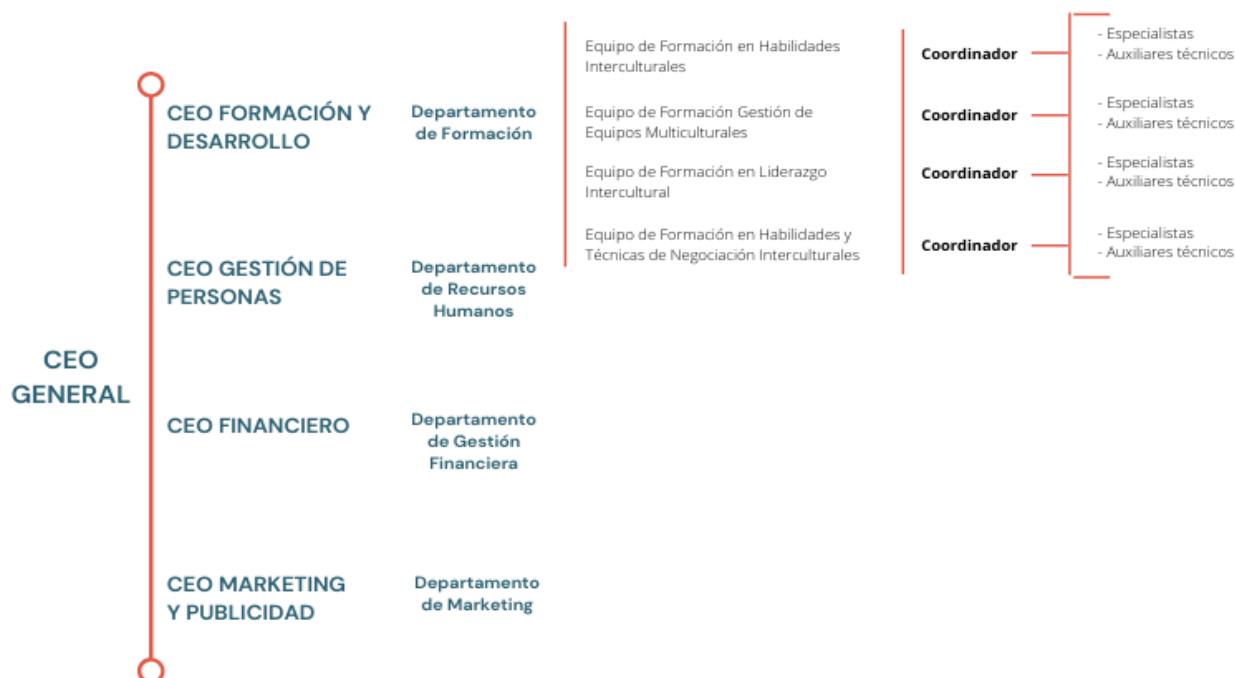 CEO
GENERAL
CEO FORMACIÓN Y
DESARROLLO
Departamento
de Formación
Equipo de Formación en Habilidades
Interculturales
Coordinador
- Especialistas
- Auxiliares técnicos
Equipo de Formación Gestión de
Equipos Multiculturales
Coordinador
- Especialistas
- Auxiliares técnicos
Equipo de Formación en Liderazgo
Intercultural
Coordinador
- Especialistas
- Auxiliares técnicos
Equipo de Formación en Habilidades y
Técnicas de Negociación Interculturales
Coordinador
- Especialistas
- Auxiliares técnicos
CEO GESTIÓN DE
PERSONAS
Departamento
de Recursos
Humanos
CEO FINANCIERO
Departamento
de Gestión
Financiera
CEO MARKETING
Y PUBLICIDAD
Departamento
de Marketing